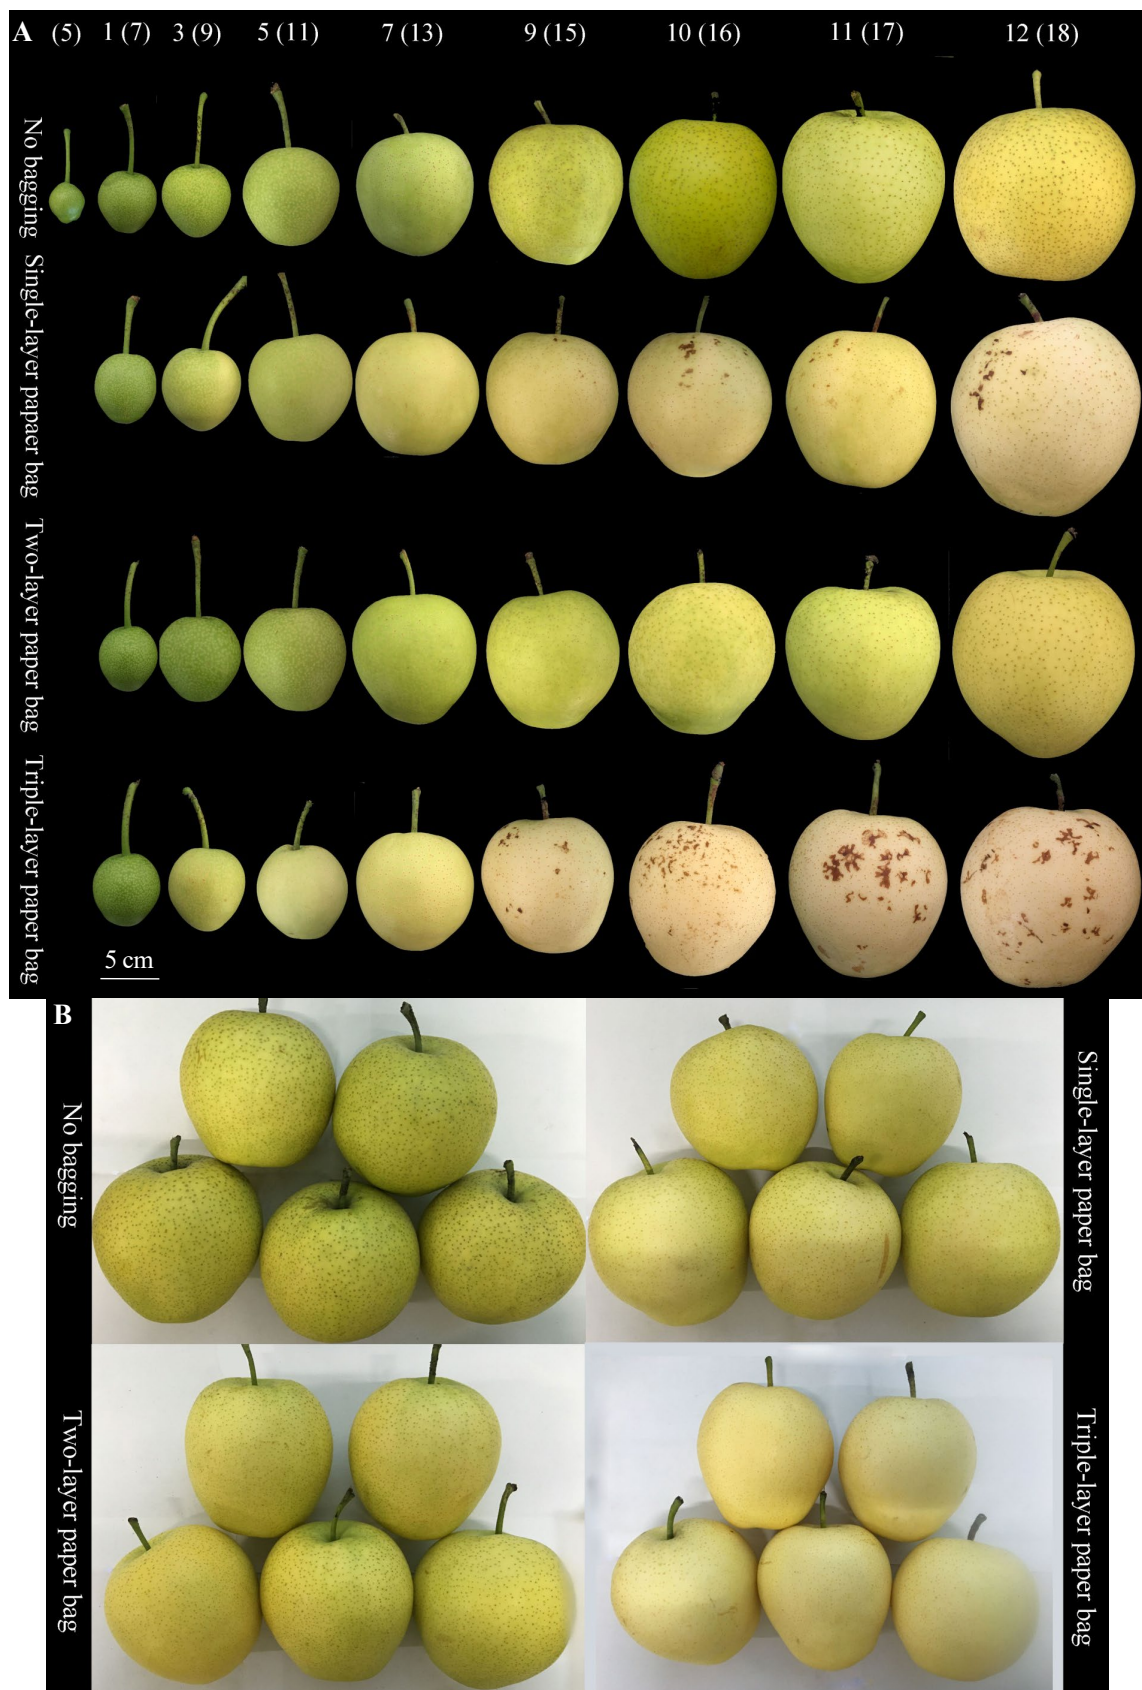 A (5) 1 (7) 3 (9) 5 (11) 7 (13) 9 (15) 10 (16) 11 (17) 12 (18)
No bagging
Single-layer papaer bag
Two-layer paper bag
Triple-layer paper bag
5 cm
B
No bagging
Single-layer paper bag
Two-layer paper bag
Triple-layer paper bag